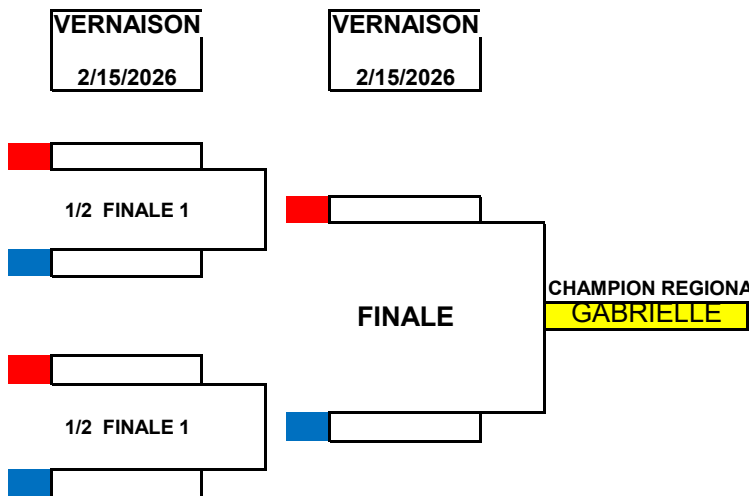 VERNAISON
2/15/2026
VERNAISON
2/15/2026
1/2 FINALE 1
FINALE
CHAMPION REGIONA
GABRIELLE
1/2 FINALE 1